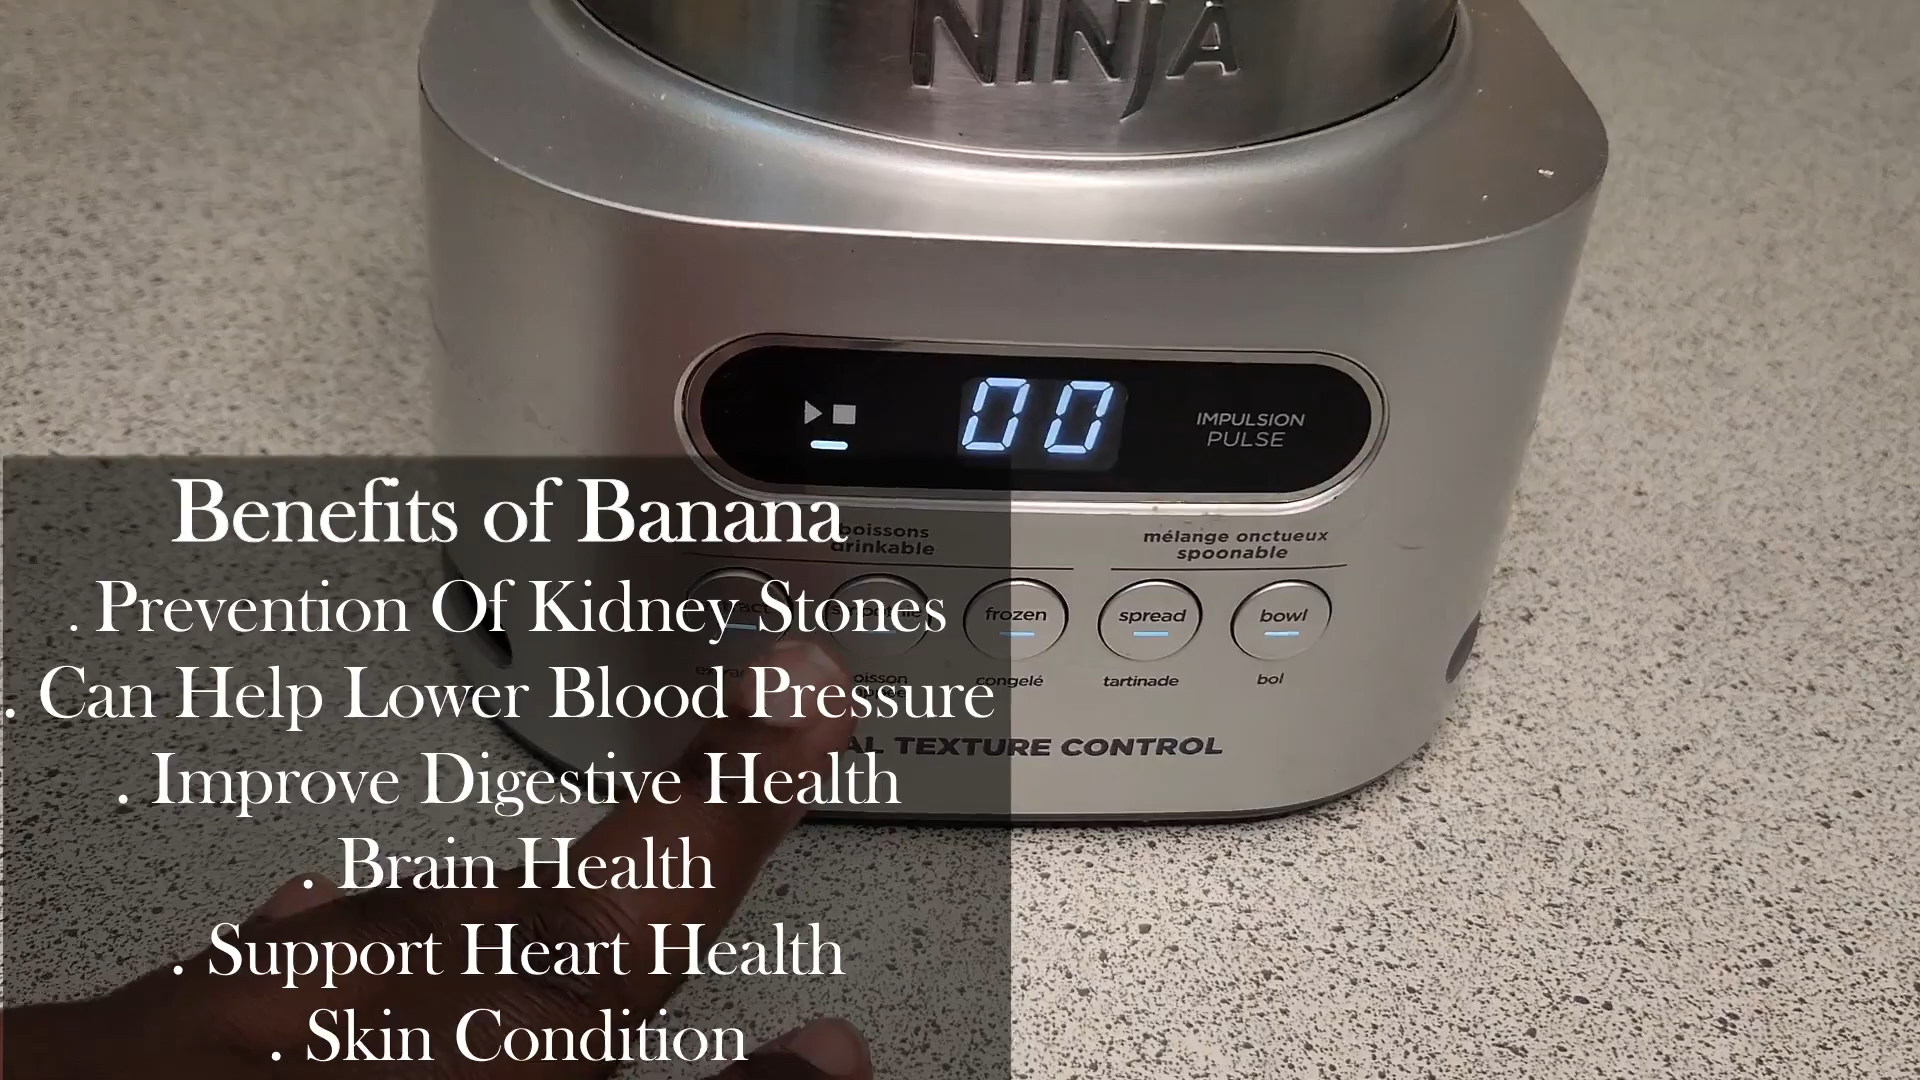 NINJA
00
IMPULSION
PULSE
boissons
drinkable
mélange onctueux
spoonable
smoothie
frozen
spread
bowl
congelé
tartinade
bol
TEXTURE CONTROL
Benefits of Banana
. Prevention Of Kidney Stones
. Can Help Lower Blood Pressure
. Improve Digestive Health
. Brain Health
. Support Heart Health
. Skin Condition